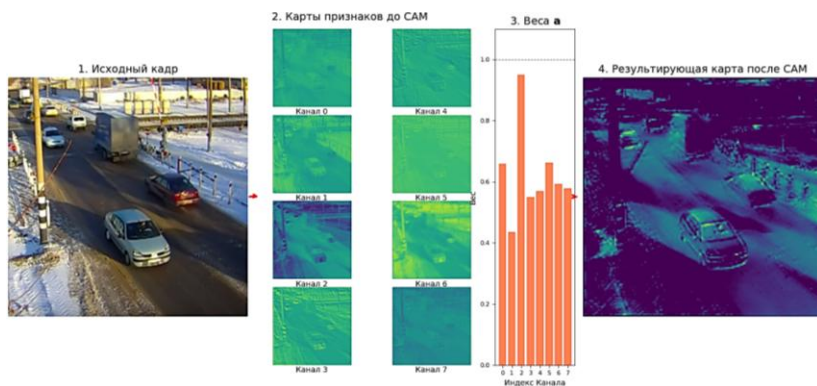 1. Исходный кадр
2. Карты признаков до САМ
Канал 0
Канал 4
Канал 1
Канал 5
Канал 2
Канал 6
Канал 3
Канал 7
3. Веса a
1.0
0.8
0.6
0.4
0.2
0.0
Вес
0 1 2 3 4 5 6 7
Индекс Канала
4. Результирующая карта после САМ